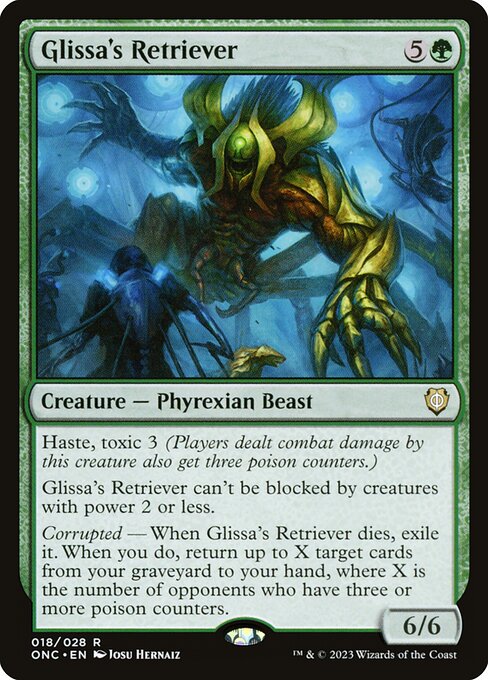 Glissa's Retriever 5
Creature — Phyrexian Beast
Haste, toxic 3 (Players dealt combat damage by
this creature also get three poison counters.)
Glissa's Retriever can't be blocked by creatures
with power 2 or less.
Corrupted — When Glissa's Retriever dies, exile
it. When you do, return up to X target cards
from your graveyard to your hand, where X is
the number of opponents who have three or
more poison counters.
6/6
018/028 R
ONC • EN Josu Hernaiz
™ & © 2023 Wizards of the Coast